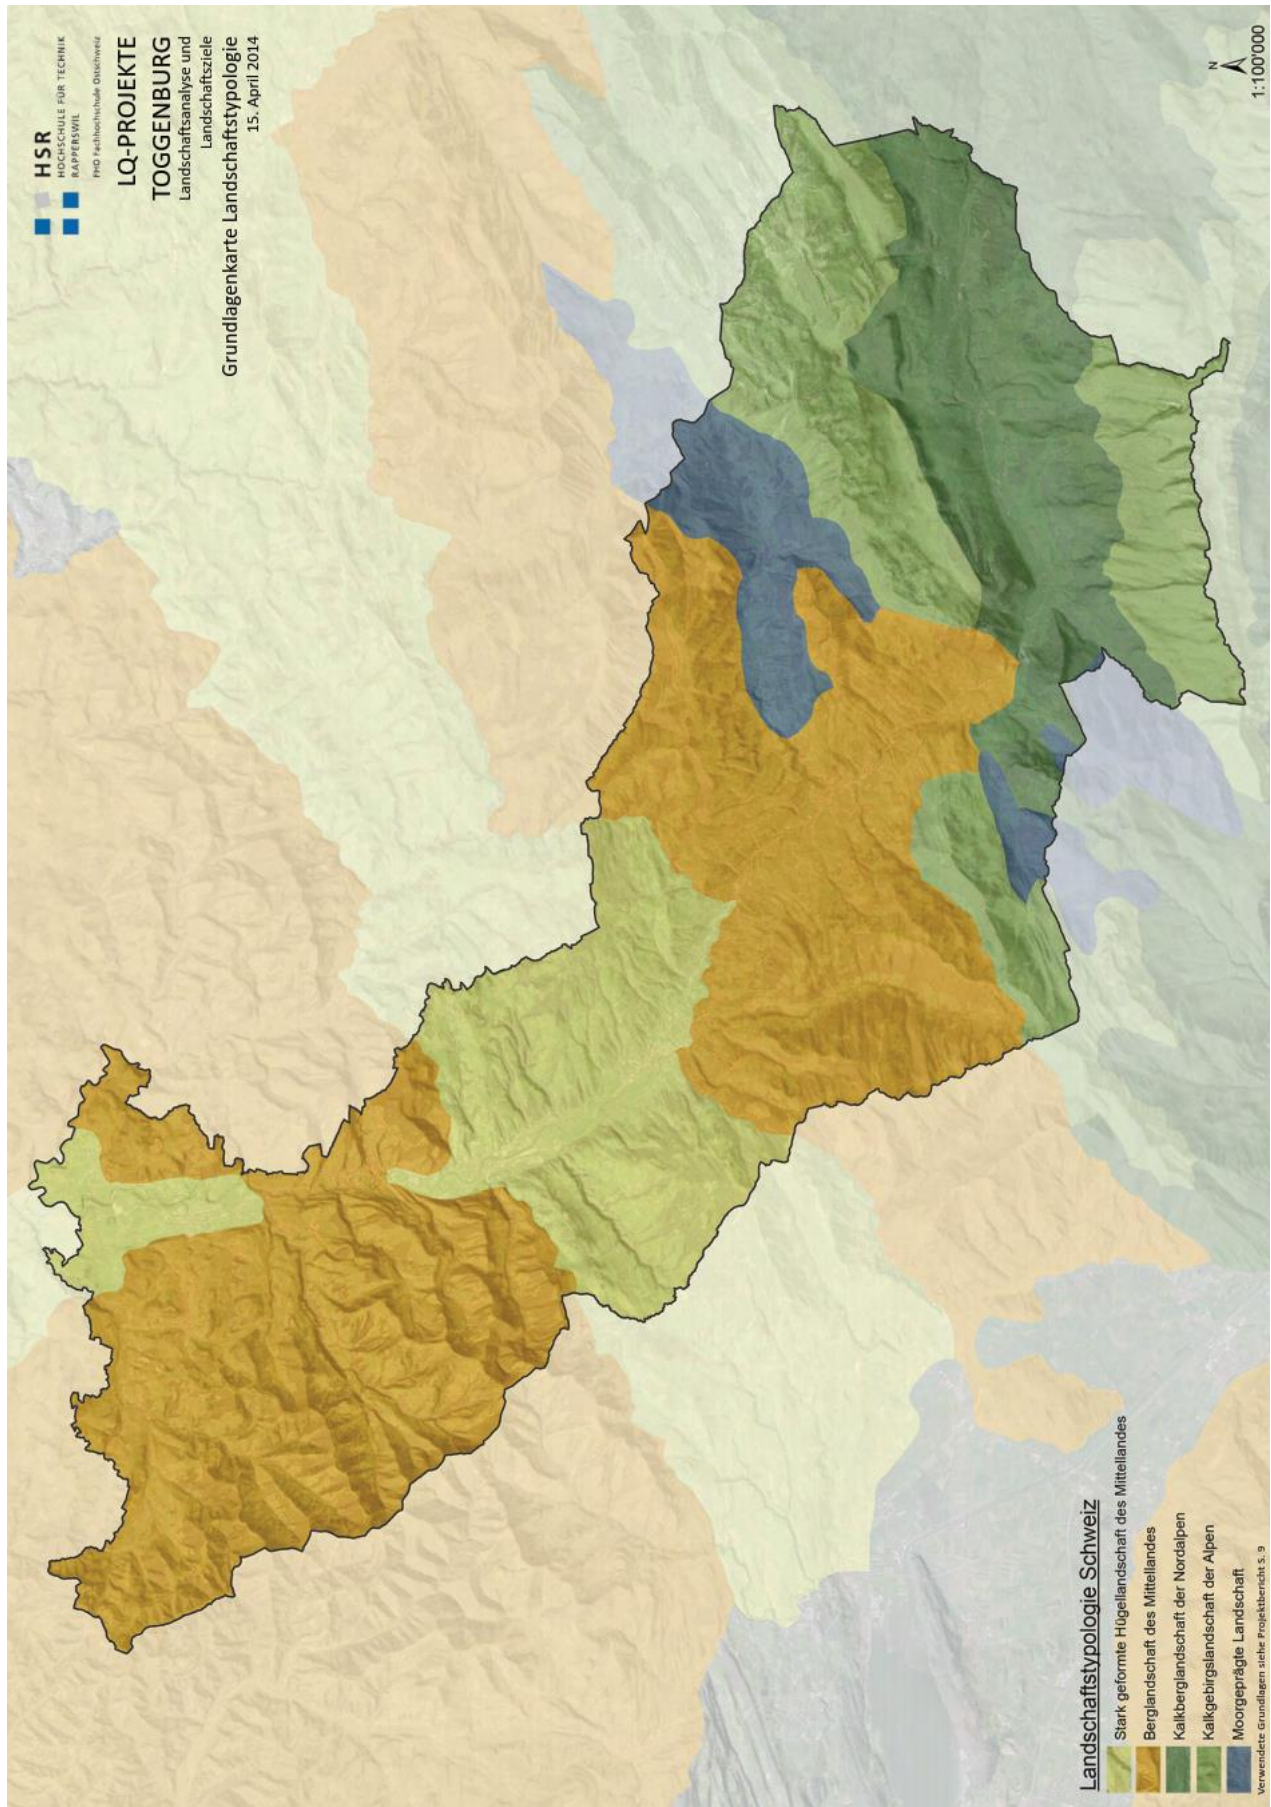 HSR
HOCHSCHULE FÜR TECHNIK
RAPPERSWIL
FHO Fachhochschule Ostschweiz
LQ-PROJEKTE
TOGGENBURG
Landschaftsanalyse und
Landschaftsziele
Grundlagenkarte Landschaftstypologie
15. April 2014
N
1:100'000
Landschaftstypologie Schweiz
Stark geformte Hügellandschaft des Mittellandes
Berglandschaft des Mittellandes
Kalkberglandschaft der Nordalpen
Kalkgebirgslandschaft der Alpen
Moorgeprägte Landschaft
Verwendete Grundlagen siehe Projektbericht S. 9